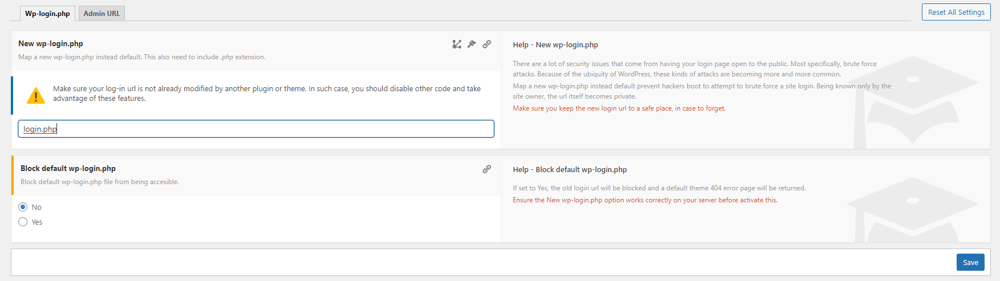 Wp-login.php
Admin URL
Reset All Settings
New wp-login.php
Map a new wp-login.php instead default. This also need to include .php extension.
Make sure your log-in url is not already modified by another plugin or theme. In such case, you should disable other code and take
advantage of these features.
login.php
Help - New wp-login.php
There are a lot of security issues that come from having your login page open to the public. Most specifically, brute force
attacks. Because of the ubiquity of WordPress, these kinds of attacks are becoming more and more common.
Map a new wp-login.php instead default prevent hackers boot to attempt to brute force a site login. Being known only by the
site owner, the url itself becomes private.
Make sure you keep the new login url to a safe place, in case to forget.
Block default wp-login.php
Block default wp-login.php file from being accesible.
No
Yes
Help - Block default wp-login.php
If set to Yes, the old login url will be blocked and a default theme 404 error page will be returned.
Ensure the New wp-login.php option works correctly on your server before activate this.
Save